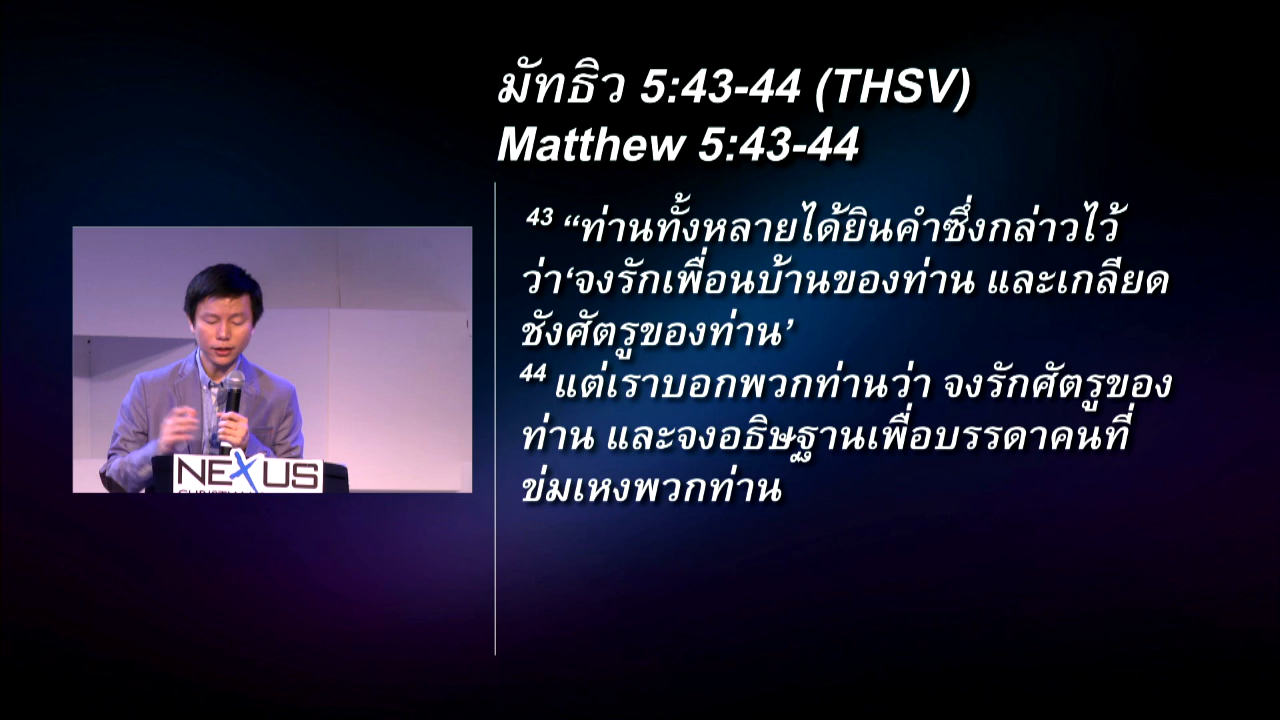 มัทธิว 5:43-44 (THSV)
Matthew 5:43-44
43 “ท่านทั้งหลายได้ยินคำซึ่งกล่าวไว้
ว่า‘จงรักเพื่อนบ้านของท่าน และเกลียด
ชังศัตรูของท่าน’
44 แต่เราบอกพวกท่านว่า จงรักศัตรูของ
ท่าน และจงอธิษฐานเพื่อบรรดาคนที่
ข่มเหงพวกท่าน
NEXUS